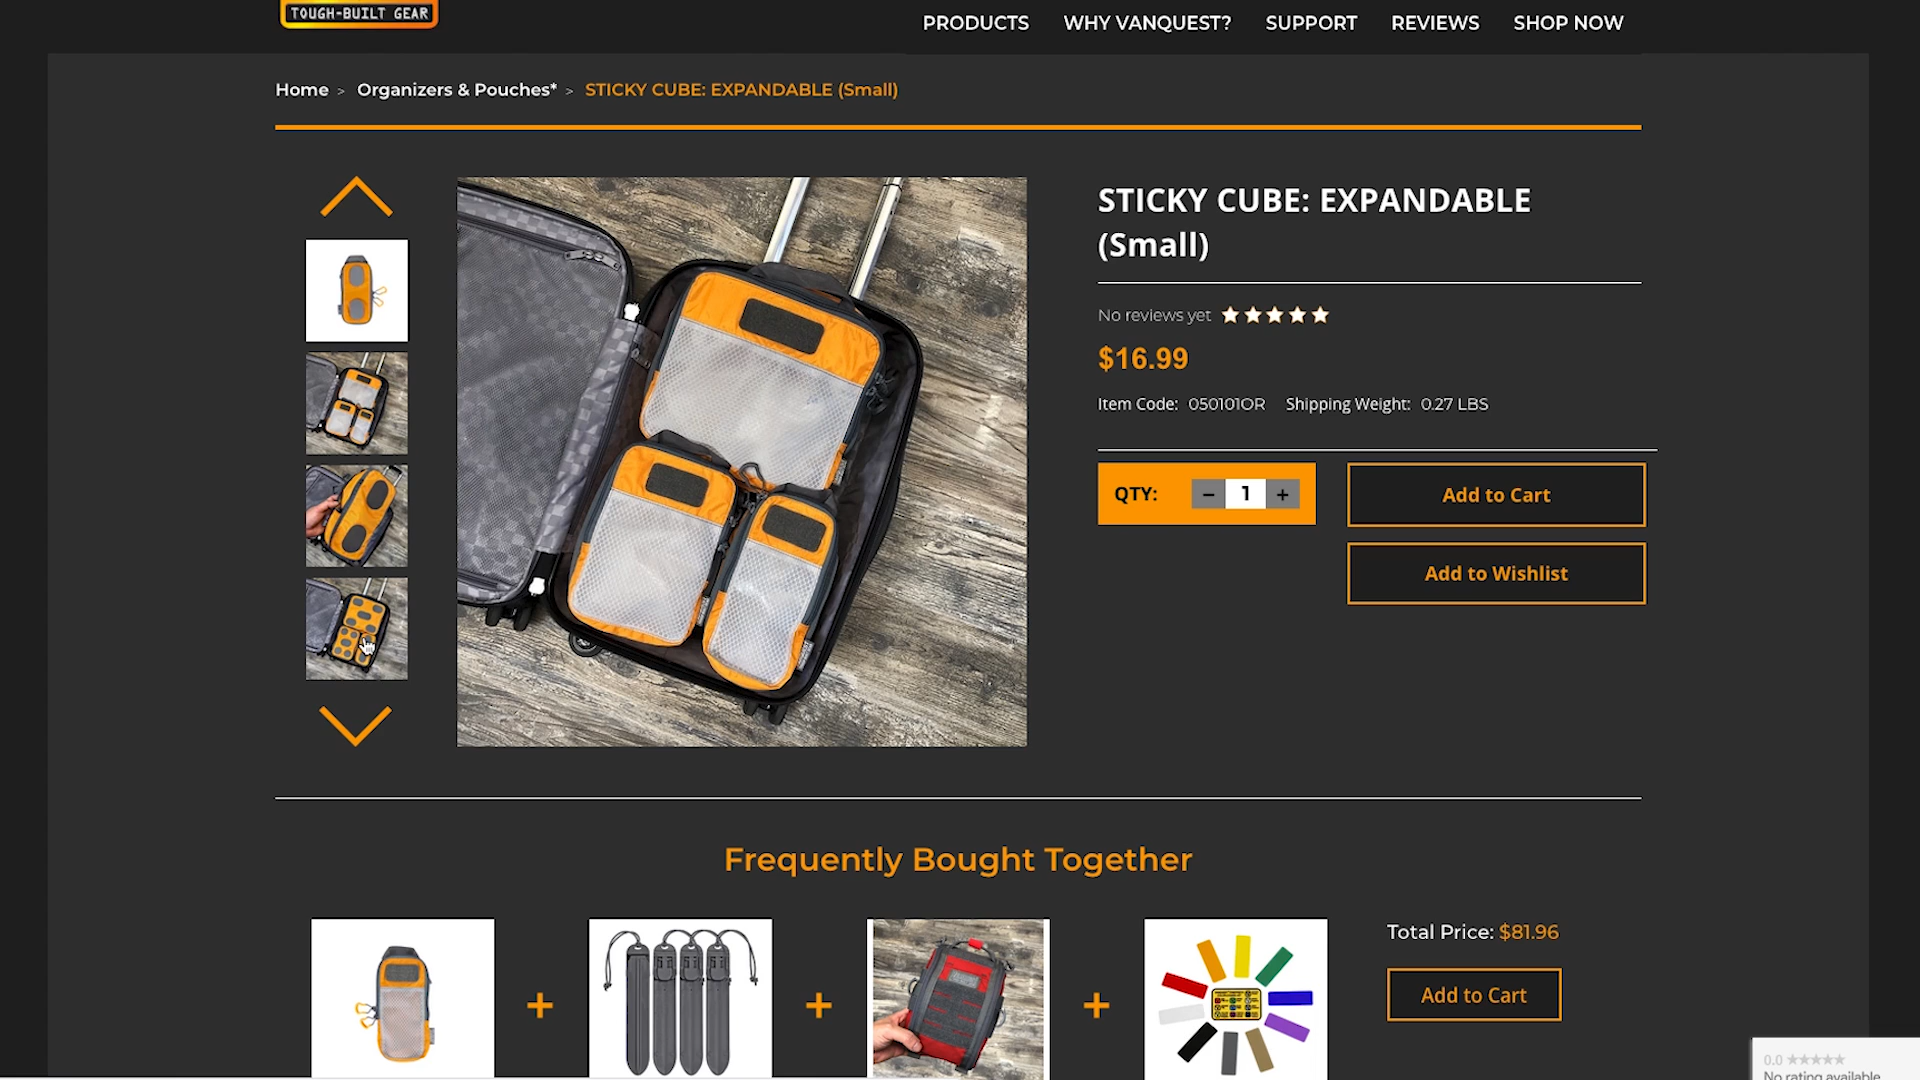 TOUGH-BUILT GEAR
PRODUCTS WHY VANQUEST? SUPPORT REVIEWS SHOP NOW
Home > Organizers & Pouches* > STICKY CUBE: EXPANDABLE (Small)
STICKY CUBE: EXPANDABLE
(Small)
No reviews yet
$16.99
Item Code: 050101OR Shipping Weight: 0.27 LBS
QTY: − 1 +
Add to Cart
Add to Wishlist
Frequently Bought Together
+ + +
Total Price: $81.96
Add to Cart
0.0
No rating available